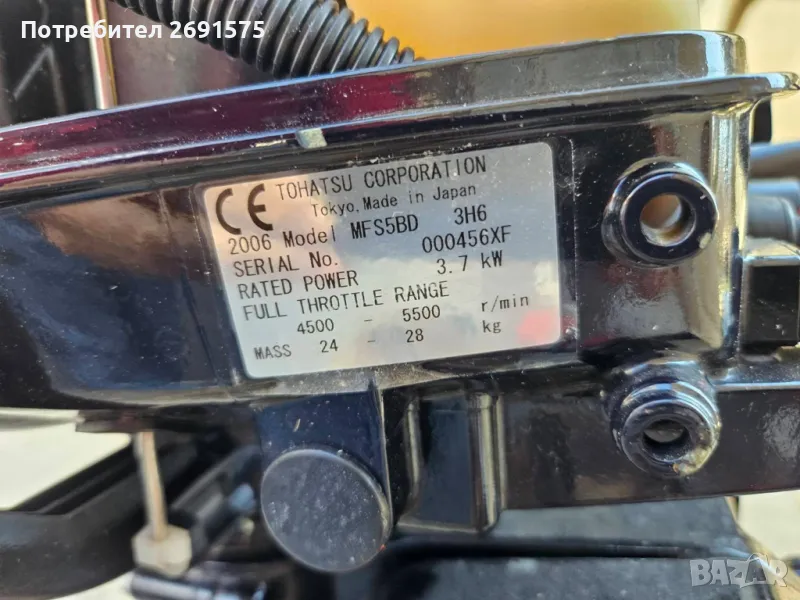 Потребител 2691575
CE TOHATSU CORPORATION
Tokyo, Made in Japan
2006 Model MFS5BD 3H6
SERIAL No. 000456XF
RATED POWER 3.7 kW
FULL THROTTLE RANGE
4500 - 5500 r/min
MASS 24 - 28 kg
BAZAR